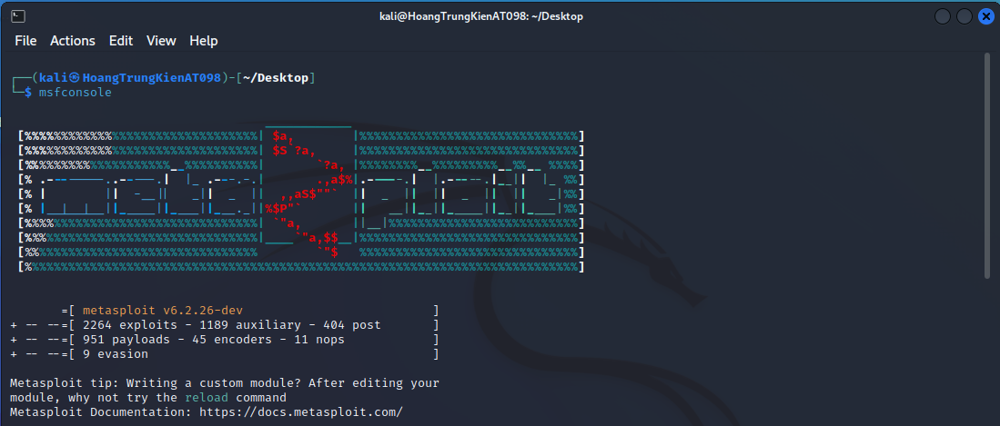 kali@HoangTrungKienAT098: ~/Desktop
File Actions Edit View Help
┌──(kali㉿HoangTrungKienAT098)-[~/Desktop]
└─$ msfconsole
=[ metasploit v6.2.26-dev ]
+ -- --=[ 2264 exploits - 1189 auxiliary - 404 post ]
+ -- --=[ 951 payloads - 45 encoders - 11 nops ]
+ -- --=[ 9 evasion ]
Metasploit tip: Writing a custom module? After editing your
module, why not try the reload command
Metasploit Documentation: https://docs.metasploit.com/